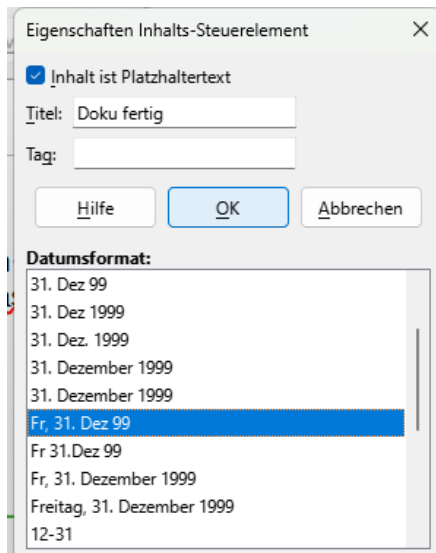 Eigenschaften Inhalts-Steuerelement
Inhalt ist Platzhaltertext
Titel: Doku fertig
Tag:
Hilfe OK Abbrechen
Datumsformat:
31. Dez 99
31. Dez 1999
31. Dez. 1999
31. Dezember 1999
31. Dezember 1999
Fr, 31. Dez 99
Fr 31.Dez 99
Fr, 31. Dezember 1999
Freitag, 31. Dezember 1999
12-31